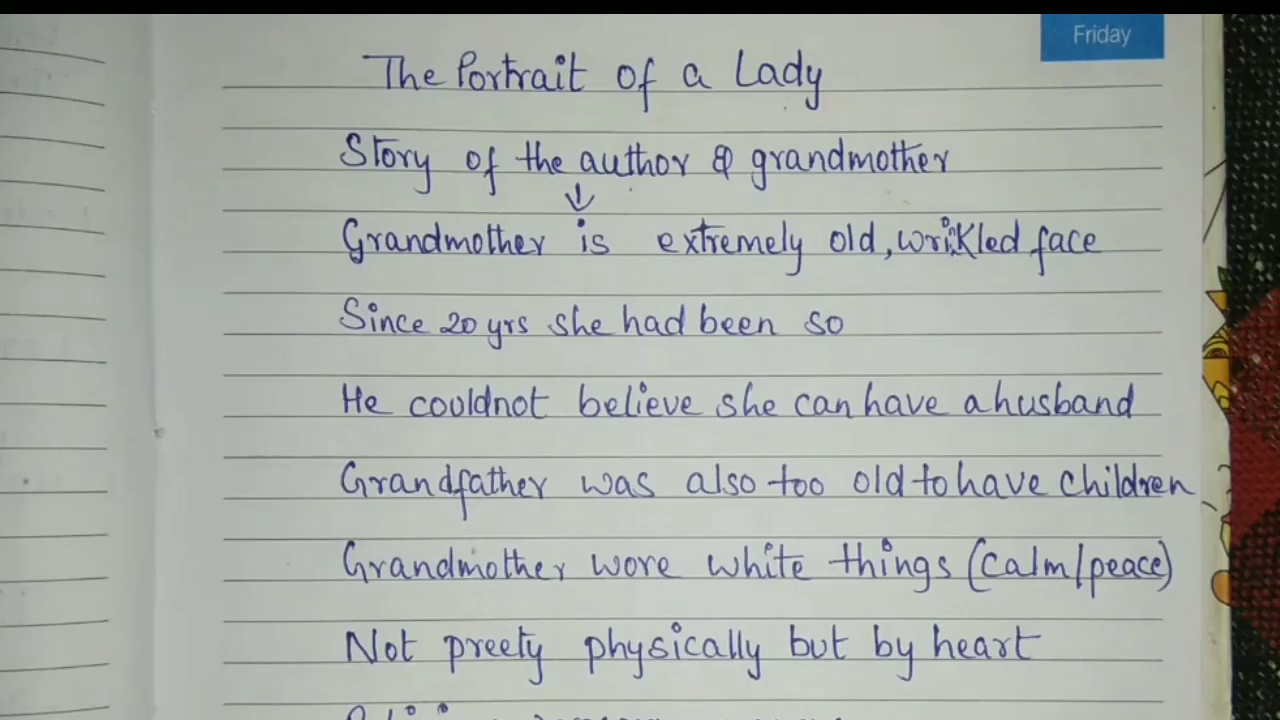 Friday
The Portrait of a Lady
Story of the author & grandmother
↓
Grandmother is extremely old, wrinkled face
Since 20 yrs she had been so
He couldnot believe she can have a husband
Grandfather was also too old to have children
Grandmother wore white things (calm/peace)
Not preety physically but by heart